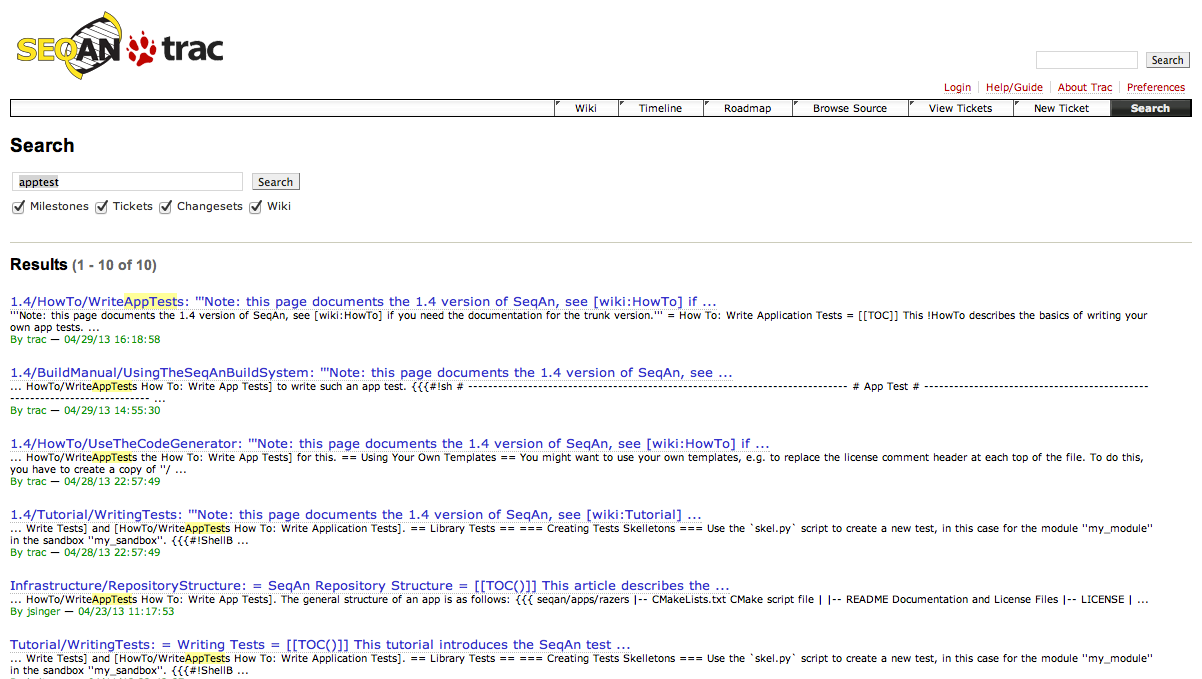 SEQAN trac
Search
Login Help/Guide About Trac Preferences
Wiki Timeline Roadmap Browse Source View Tickets New Ticket Search
Search
apptest Search
Milestones Tickets Changesets Wiki
Results (1 - 10 of 10)
1.4/HowTo/WriteAppTests: '''Note: this page documents the 1.4 version of SeqAn, see [wiki:HowTo] if ...
'''Note: this page documents the 1.4 version of SeqAn, see [wiki:HowTo] if you need the documentation for the trunk version.''' = How To: Write Application Tests = [[TOC]] This !HowTo describes the basics of writing your
own app tests. ...
By trac — 04/29/13 16:18:58
1.4/BuildManual/UsingTheSeqAnBuildSystem: '''Note: this page documents the 1.4 version of SeqAn, see ...
... HowTo/WriteAppTests How To: Write App Tests] to write such an app test. {{{#!sh # --------------------------------------------------------------------------- # App Test # ---------------------------------------------
---------------------------- ...
By trac — 04/29/13 14:55:30
1.4/HowTo/UseTheCodeGenerator: '''Note: this page documents the 1.4 version of SeqAn, see [wiki:HowTo] if ...
... HowTo/WriteAppTests the How To: Write App Tests] for this. == Using Your Own Templates == You might want to use your own templates, e.g. to replace the license comment header at each top of the file. To do this,
you have to create a copy of ''/ ...
By trac — 04/28/13 22:57:49
1.4/Tutorial/WritingTests: '''Note: this page documents the 1.4 version of SeqAn, see [wiki:Tutorial] ...
... Write Tests] and [HowTo/WriteAppTests How To: Write Application Tests]. == Library Tests == === Creating Tests Skelletons === Use the `skel.py` script to create a new test, in this case for the module ''my_module''
in the sandbox ''my_sandbox''. {{{#!ShellB ...
By trac — 04/28/13 22:57:49
Infrastructure/RepositoryStructure: = SeqAn Repository Structure = [[TOC()]] This article describes the ...
... HowTo/WriteAppTests How To: Write App Tests]. The general structure of an app is as follows: {{{ seqan/apps/razers |-- CMakeLists.txt CMake script file | |-- README Documentation and License Files |-- LICENSE | ...
By jsinger — 04/23/13 11:17:53
Tutorial/WritingTests: = Writing Tests = [[TOC()]] This tutorial introduces the SeqAn test ...
... Write Tests] and [HowTo/WriteAppTests How To: Write Application Tests]. == Library Tests == === Creating Tests Skelletons === Use the `skel.py` script to create a new test, in this case for the module ''my_module''
in the sandbox ''my_sandbox''. {{{#!ShellB ...